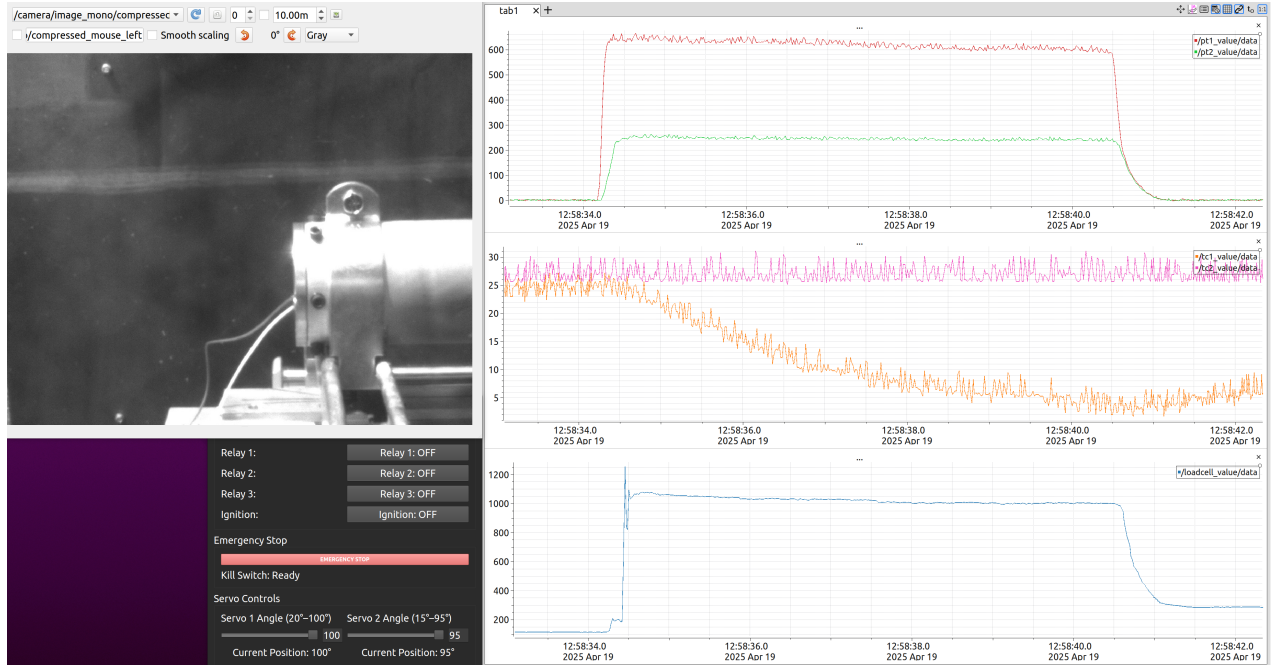 /camera/image_mono/compressec
0
10.00m
/compressed_mouse_left
Smooth scaling
0°
Gray
Relay 1:
Relay 1: OFF
Relay 2:
Relay 2: OFF
Relay 3:
Relay 3: OFF
Ignition:
Ignition: OFF
Emergency Stop
EMERGENCY STOP
Kill Switch: Ready
Servo Controls
Servo 1 Angle (20°–100°)
Servo 2 Angle (15°–95°)
100
95
Current Position: 100°
Current Position: 95°
tab1
1:1
...
/pt1_value/data
/pt2_value/data
600
500
400
300
200
100
0
12:58:34.0
2025 Apr 19
12:58:36.0
2025 Apr 19
12:58:38.0
2025 Apr 19
12:58:40.0
2025 Apr 19
12:58:42.0
2025 Apr 19
...
/tc1_value/data
/tc2_value/data
30
25
20
15
10
5
12:58:34.0
2025 Apr 19
12:58:36.0
2025 Apr 19
12:58:38.0
2025 Apr 19
12:58:40.0
2025 Apr 19
12:58:42.0
2025 Apr 19
...
/loadcell_value/data
1200
1000
800
600
400
200
12:58:34.0
2025 Apr 19
12:58:36.0
2025 Apr 19
12:58:38.0
2025 Apr 19
12:58:40.0
2025 Apr 19
12:58:42.0
2025 Apr 19